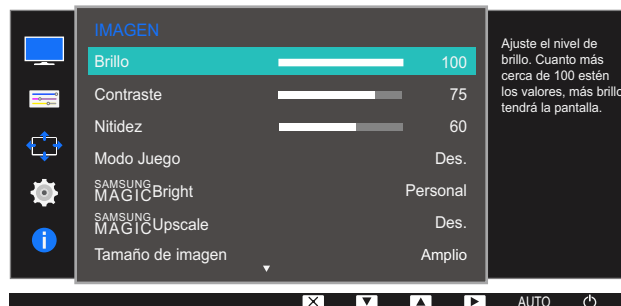 IMAGEN
Brillo 100
Contraste 75
Nitidez 60
Modo Juego Des.
SAMSUNG MAGIC Bright Personal
SAMSUNG MAGIC Upscale Des.
Tamaño de imagen Amplio
Ajuste el nivel de
brillo. Cuanto más
cerca de 100 estén
los valores, más brillo
tendrá la pantalla.
AUTO